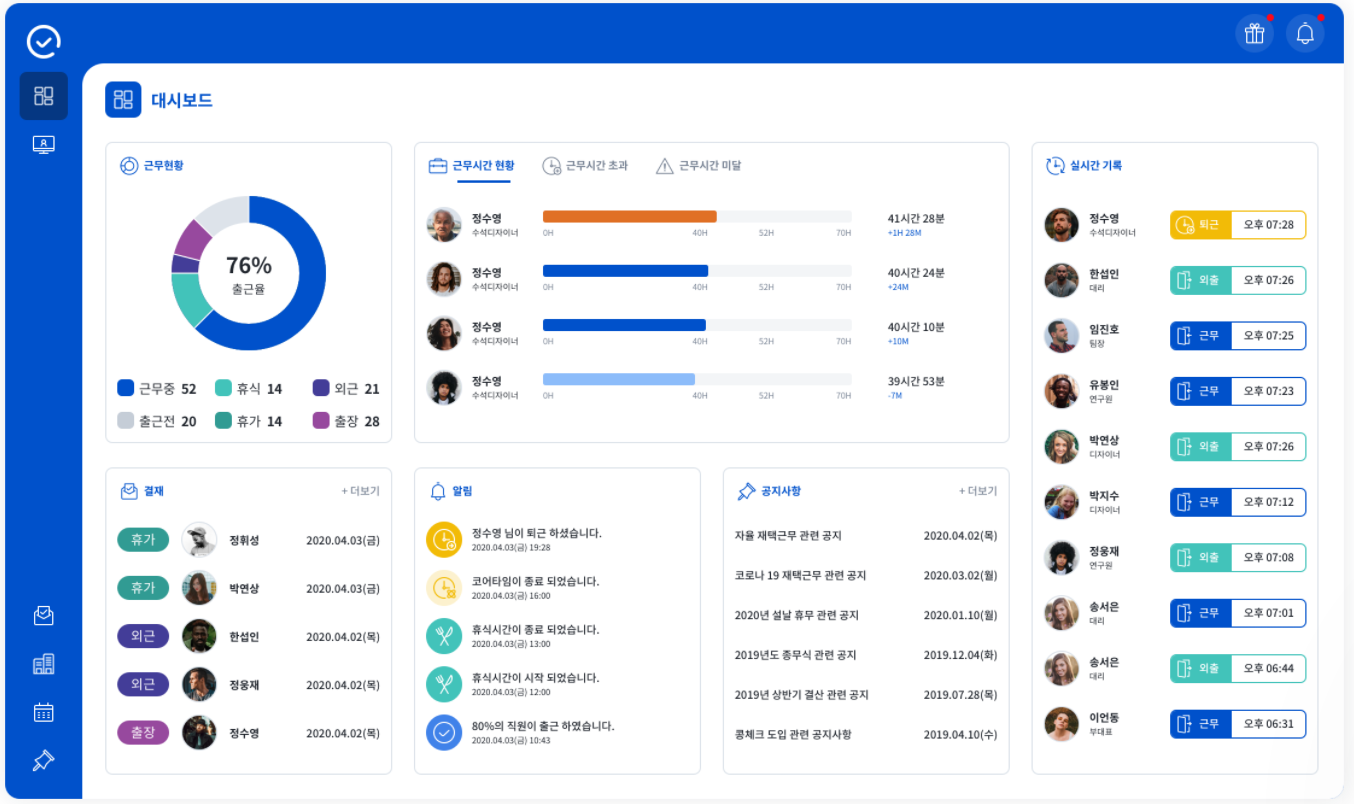 대시보드
근무현황
76%
출근율
근무중 52
휴식 14
외근 21
출근전 20
휴가 14
출장 28
근무시간 현황
근무시간 초과
근무시간 미달
정수영
수석디자이너
0H 40H 52H 70H
41시간 28분
+1H 28M
정수영
수석디자이너
0H 40H 52H 70H
40시간 24분
+24M
정수영
수석디자이너
0H 40H 52H 70H
40시간 10분
+10M
정수영
수석디자이너
0H 40H 52H 70H
39시간 53분
-7M
실시간 기록
정수영
수석디자이너
퇴근 오후 07:28
한섭인
대리
외출 오후 07:26
임진호
팀장
근무 오후 07:25
유봉인
연구원
근무 오후 07:23
박연상
디자이너
외출 오후 07:26
박지수
디자이너
근무 오후 07:12
정웅재
연구원
외출 오후 07:08
송서은
대리
근무 오후 07:01
송서은
대리
외출 오후 06:44
이언동
부대표
근무 오후 06:31
결재
+ 더보기
휴가 정휘성 2020.04.03(금)
휴가 박연상 2020.04.03(금)
외근 한섭인 2020.04.02(목)
외근 정웅재 2020.04.02(목)
출장 정수영 2020.04.02(목)
알림
정수영 님이 퇴근 하셨습니다.
2020.04.03(금) 19:28
코어타임이 종료 되었습니다.
2020.04.03(금) 16:00
휴식시간이 종료 되었습니다.
2020.04.03(금) 13:00
휴식시간이 시작 되었습니다.
2020.04.03(금) 12:00
80%의 직원이 출근 하였습니다.
2020.04.03(금) 10:43
공지사항
+ 더보기
자율 재택근무 관련 공지 2020.04.02(목)
코로나 19 재택근무 관련 공지 2020.03.02(월)
2020년 설날 휴무 관련 공지 2020.01.10(월)
2019년도 종무식 관련 공지 2019.12.04(화)
2019년 상반기 결산 관련 공지 2019.07.28(목)
콩체크 도입 관련 공지사항 2019.04.10(수)